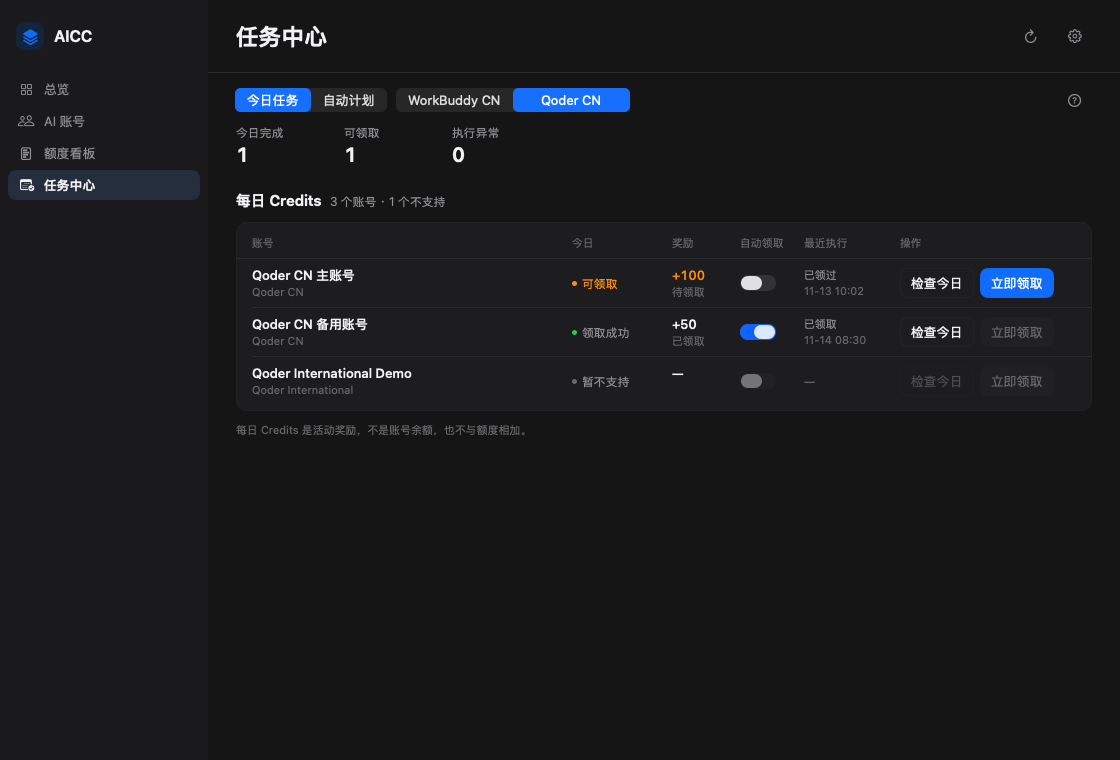 AICC
总览
AI 账号
额度看板
任务中心
任务中心
今日任务 自动计划 WorkBuddy CN Qoder CN
今日完成 可领取 执行异常
1 1 0
每日 Credits 3 个账号 · 1 个不支持
账号 今日 奖励 自动领取 最近执行 操作
Qoder CN 主账号 可领取 +100 已领过 检查今日 立即领取
Qoder CN 待领取 11-13 10:02
Qoder CN 备用账号 领取成功 +50 已领取 检查今日 立即领取
Qoder CN 已领取 11-14 08:30
Qoder International Demo 暂不支持 — — 检查今日 立即领取
Qoder International
每日 Credits 是活动奖励，不是账号余额，也不与额度相加。